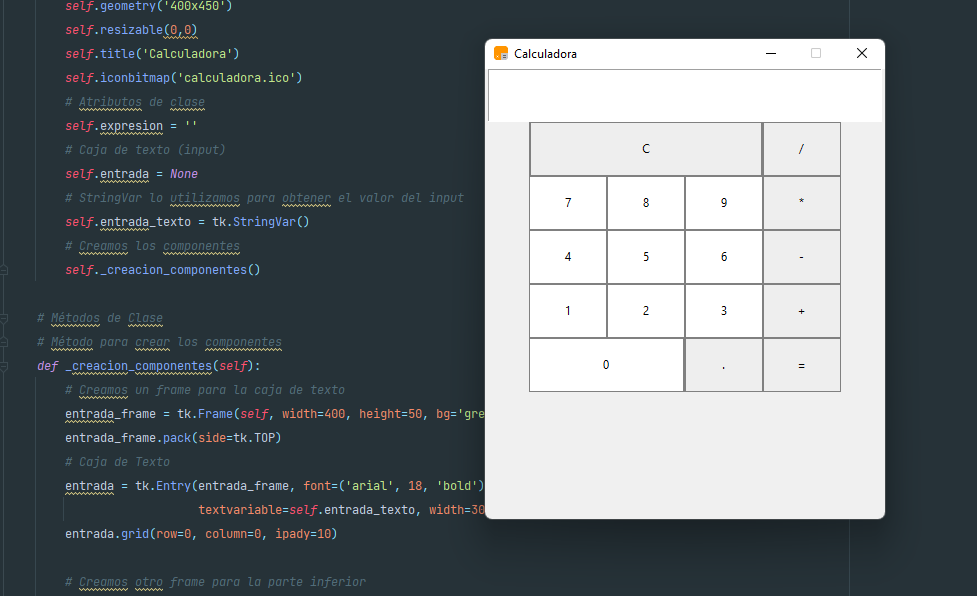 self.geometry('400x450')
self.resizable(0,0)
self.title('Calculadora')
self.iconbitmap('calculadora.ico')
# Atributos de clase
self.expresion = ''
# Caja de texto (input)
self.entrada = None
# StringVar lo utilizamos para obtener el valor del input
self.entrada_texto = tk.StringVar()
# Creamos los componentes
self._creacion_componentes()
# Métodos de Clase
# Método para crear los componentes
def _creacion_componentes(self):
# Creamos un frame para la caja de texto
entrada_frame = tk.Frame(self, width=400, height=50, bg='gre
entrada_frame.pack(side=tk.TOP)
# Caja de Texto
entrada = tk.Entry(entrada_frame, font=('arial', 18, 'bold')
textvariable=self.entrada_texto, width=30
entrada.grid(row=0, column=0, ipady=10)
# Creamos otro frame para la parte inferior
Calculadora
C /
7 8 9 *
4 5 6 -
1 2 3 +
0 . =